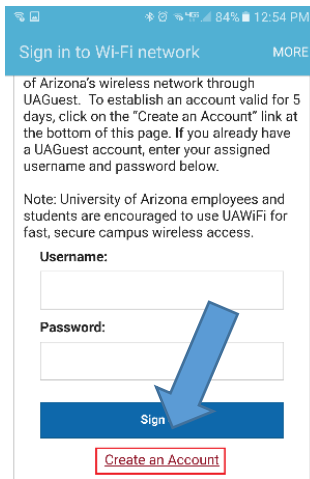 84% 12:54 PM
Sign in to Wi-Fi network MORE
of Arizona's wireless network through
UAGuest. To establish an account valid for 5
days, click on the "Create an Account" link at
the bottom of this page. If you already have
a UAGuest account, enter your assigned
username and password below.
Note: University of Arizona employees and
students are encouraged to use UAWiFi for
fast, secure campus wireless access.
Username:
Password:
Sign
Create an Account